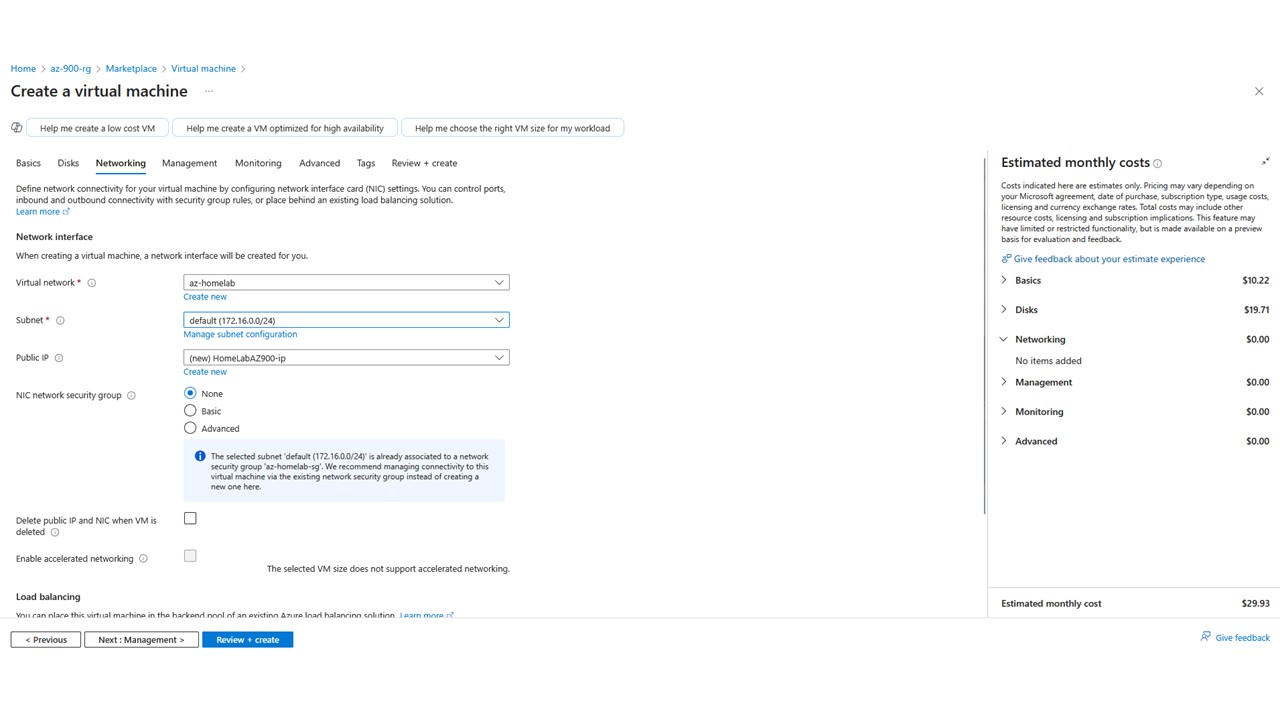 Home > az-900-rg > Marketplace > Virtual machine >
Create a virtual machine ...
Help me create a low cost VM
Help me create a VM optimized for high availability
Help me choose the right VM size for my workload
Basics Disks Networking Management Monitoring Advanced Tags Review + create
Define network connectivity for your virtual machine by configuring network interface card (NIC) settings. You can control ports,
inbound and outbound connectivity with security group rules, or place behind an existing load balancing solution.
Learn more
Network interface
When creating a virtual machine, a network interface will be created for you.
Virtual network * az-homelab
Create new
Subnet * default (172.16.0.0/24)
Manage subnet configuration
Public IP (new) HomeLabAZ900-ip
Create new
NIC network security group None
Basic
Advanced
The selected subnet 'default (172.16.0.0/24)' is already associated to a network
security group 'az-homelab-sg'. We recommend managing connectivity to this
virtual machine via the existing network security group instead of creating a
new one here.
Delete public IP and NIC when VM is
deleted
Enable accelerated networking
The selected VM size does not support accelerated networking.
Load balancing
You can place this virtual machine in the backend pool of an existing Azure load balancing solution. Learn more
< Previous
Next : Management >
Review + create
Estimated monthly costs
Costs indicated here are estimates only. Pricing may vary depending on
your Microsoft agreement, date of purchase, subscription type, usage costs,
licensing and currency exchange rates. Total costs may include other
resource costs, licensing and subscription implications. This feature may
have limited or restricted functionality, but is made available on a preview
basis for evaluation and feedback.
Give feedback about your estimate experience
Basics $10.22
Disks $19.71
Networking $0.00
No items added
Management $0.00
Monitoring $0.00
Advanced $0.00
Estimated monthly cost $29.93
Give feedback